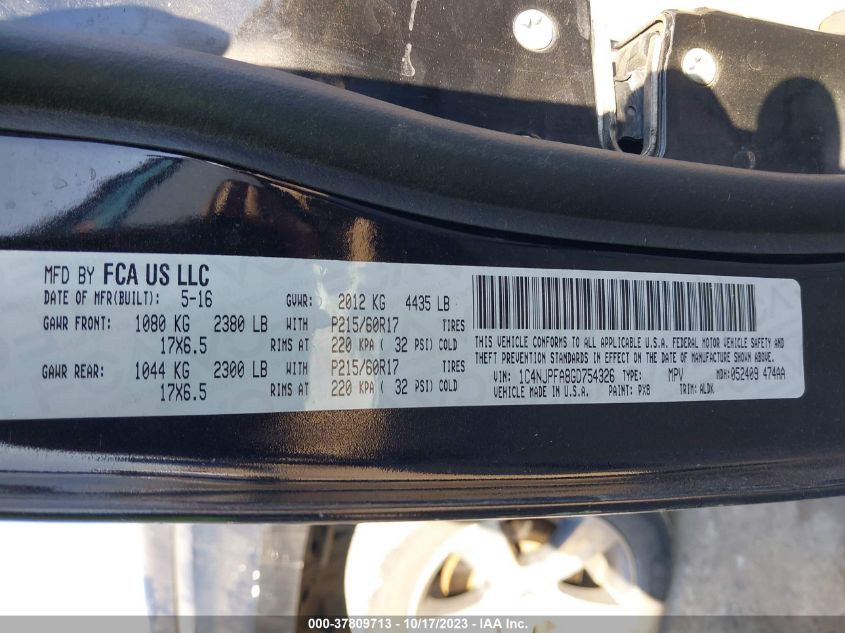 MFD BY FCA US LLC
DATE OF MFR(BUILT): 5-16 GVWR: 2012 KG 4435 LB
GAWR FRONT: 1080 KG 2380 LB WITH P215/60R17 TIRES
17X6.5 RIMS AT 220 KPA ( 32 PSI) COLD
GAWR REAR: 1044 KG 2300 LB WITH P215/60R17 TIRES
17X6.5 RIMS AT 220 KPA ( 32 PSI) COLD
THIS VEHICLE CONFORMS TO ALL APPLICABLE U.S.A. FEDERAL MOTOR VEHICLE SAFETY AND
THEFT PREVENTION STANDARDS IN EFFECT ON THE DATE OF MANUFACTURE SHOWN ABOVE.
VIN: 1C4NJPFA8GD754326 TYPE: MPV MDH:052409 474AA
VEHICLE MADE IN U.S.A. PAINT: PX8 TRIM: ALDK
000-37809713 - 10/17/2023 - IAA Inc.